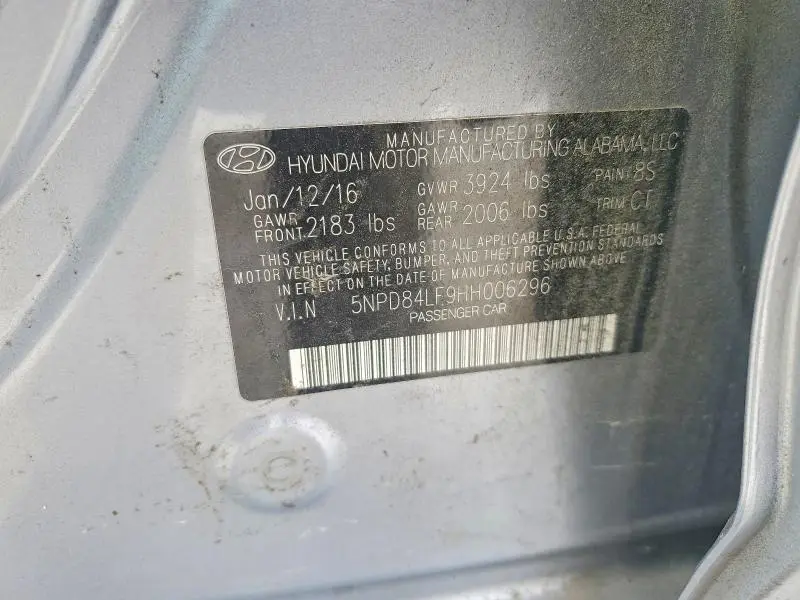 MANUFACTURED BY
HYUNDAI MOTOR MANUFACTURING ALABAMA, LLC
Jan/12/16 GVWR 3924 lbs PAINT 8S
GAWR FRONT 2183 lbs GAWR REAR 2006 lbs TRIM CT
THIS VEHICLE CONFORMS TO ALL APPLICABLE U.S.A. FEDERAL
MOTOR VEHICLE SAFETY, BUMPER, AND THEFT PREVENTION STANDARDS
IN EFFECT ON THE DATE OF MANUFACTURE SHOWN ABOVE
V.I.N 5NPD84LF9HH006296
PASSENGER CAR